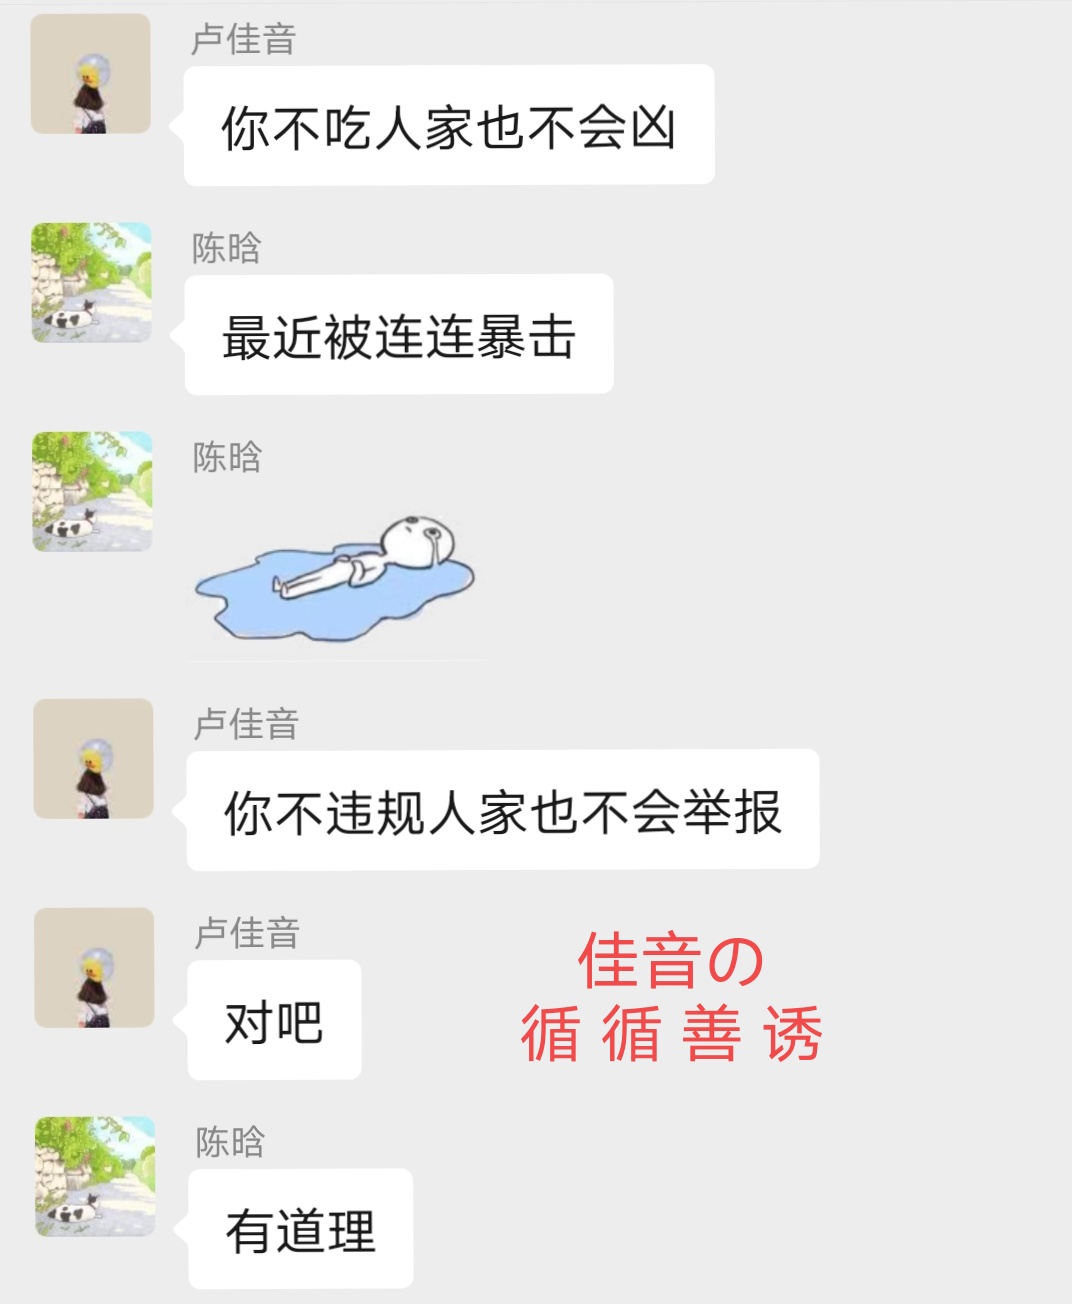 卢佳音
你不吃人家也不会凶
陈晗
最近被连连暴击
陈晗
卢佳音
你不违规人家也不会举报
卢佳音
对吧
佳音の
循循善诱
陈晗
有道理